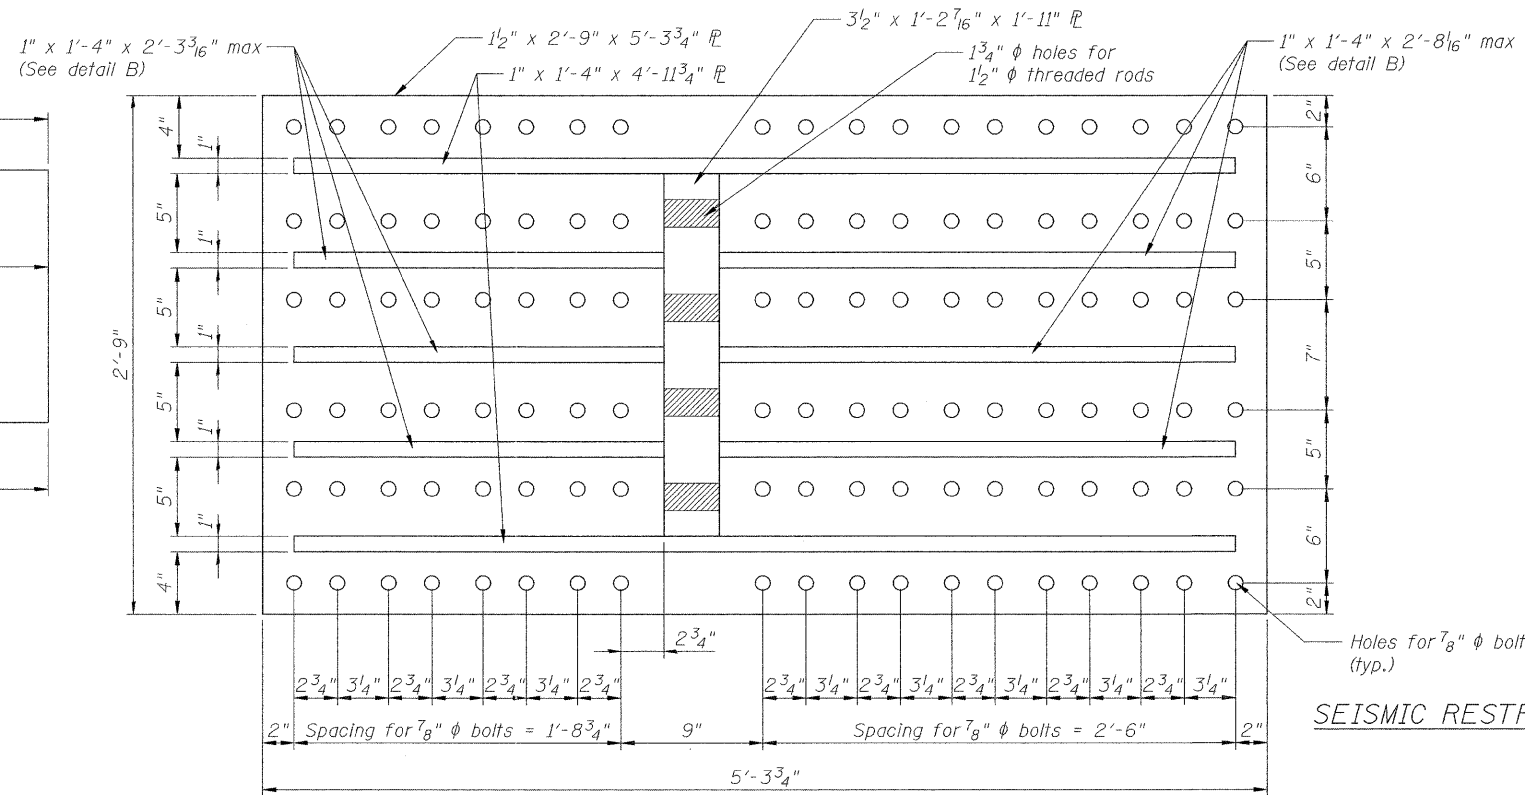 1" x 1'-4" x 2'-3 3/16" max
(See detail B)
1 1/2" x 2'-9" x 5'-3 3/4" ℙL
1" x 1'-4" x 4'-11 3/4" ℙL
3 1/2" x 1'-2 7/16" x 1'-11" ℙL
1 3/4" ϕ holes for
1 1/2" ϕ threaded rods
1" x 1'-4" x 2'-8 1/16" max
(See detail B)
2'-9"
4"
1"
5"
1"
5"
1"
5"
1"
5"
1"
4"
2"
6"
5"
7"
5"
6"
2"
Holes for 7/8" ϕ bolt
(typ.)
2 3/4"
2 3/4" 3 1/4" 2 3/4" 3 1/4" 2 3/4" 3 1/4" 2 3/4"
2 3/4" 3 1/4" 2 3/4" 3 1/4" 2 3/4" 3 1/4" 2 3/4" 3 1/4" 2 3/4" 3 1/4"
2" Spacing for 7/8" ϕ bolts = 1'-8 3/4" 9" Spacing for 7/8" ϕ bolts = 2'-6" 2"
5'-3 3/4"
SEISMIC RESTR